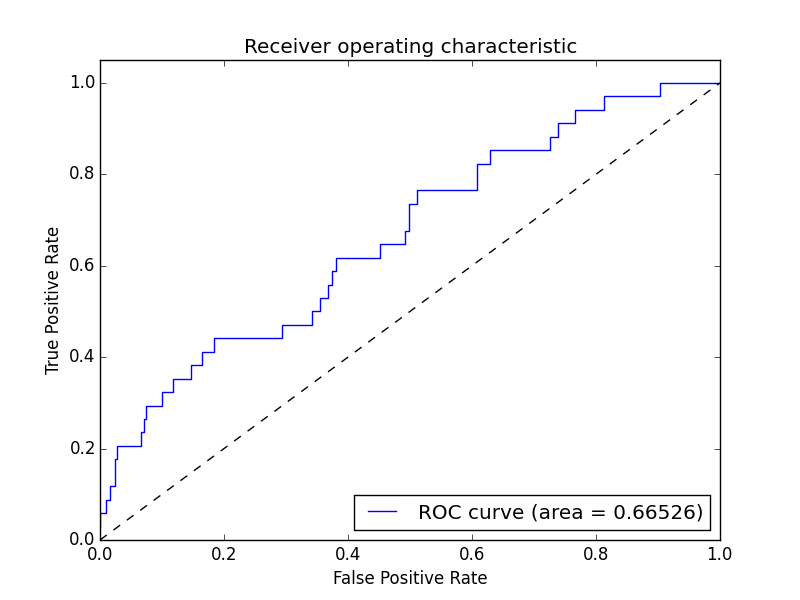 Receiver operating characteristic
1.0
0.8
0.6
0.4
0.2
0.0
True Positive Rate
ROC curve (area = 0.66526)
0.0 0.2 0.4 0.6 0.8 1.0
False Positive Rate